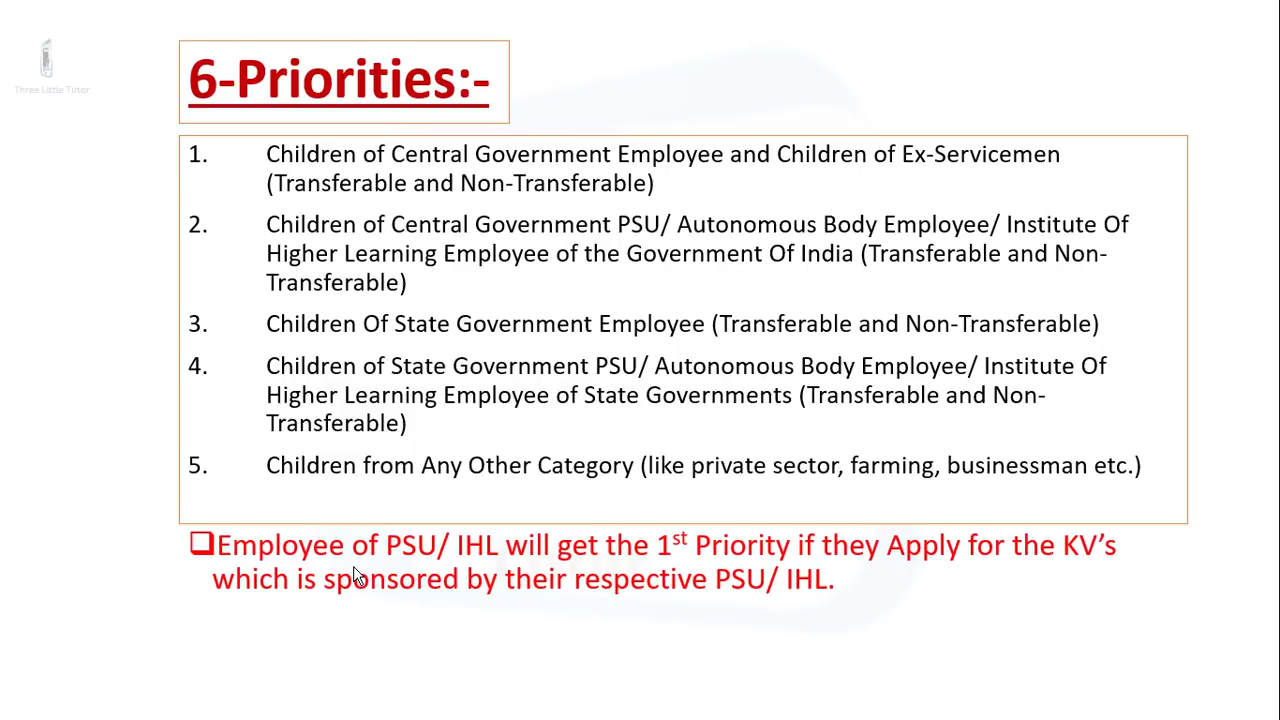 Three Little Tutor
6-Priorities:-
1. Children of Central Government Employee and Children of Ex-Servicemen
(Transferable and Non-Transferable)
2. Children of Central Government PSU/ Autonomous Body Employee/ Institute Of
Higher Learning Employee of the Government Of India (Transferable and Non-
Transferable)
3. Children Of State Government Employee (Transferable and Non-Transferable)
4. Children of State Government PSU/ Autonomous Body Employee/ Institute Of
Higher Learning Employee of State Governments (Transferable and Non-
Transferable)
5. Children from Any Other Category (like private sector, farming, businessman etc.)
❑Employee of PSU/ IHL will get the 1st Priority if they Apply for the KV's
which is sponsored by their respective PSU/ IHL.